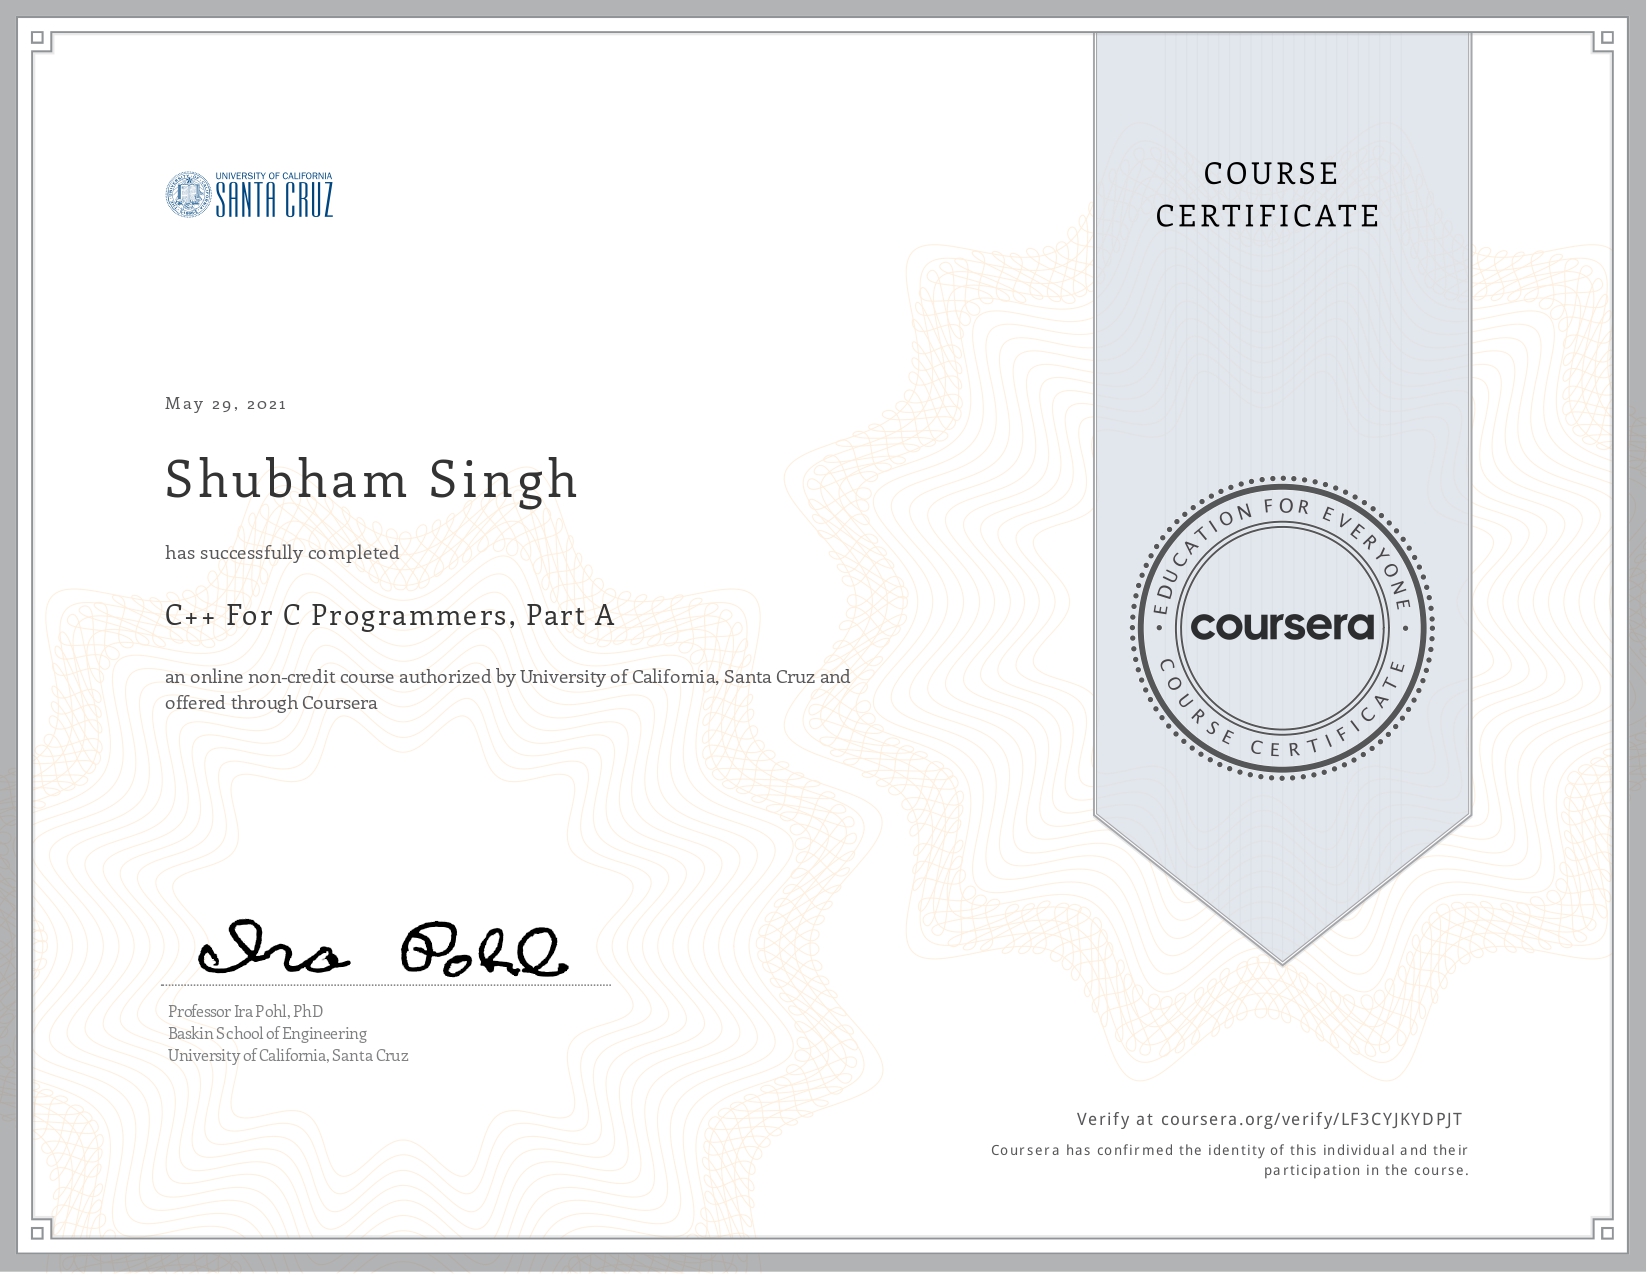 UNIVERSITY OF CALIFORNIA
SANTA CRUZ
COURSE
CERTIFICATE
May 29, 2021
Shubham Singh
has successfully completed
C++ For C Programmers, Part A
an online non-credit course authorized by University of California, Santa Cruz and
offered through Coursera
EDUCATION FOR EVERYONE
coursera
COURSE CERTIFICATE
Ira Pohl
Professor Ira Pohl, PhD
Baskin School of Engineering
University of California, Santa Cruz
Verify at coursera.org/verify/LF3CYJKYDPJT
Coursera has confirmed the identity of this individual and their
participation in the course.